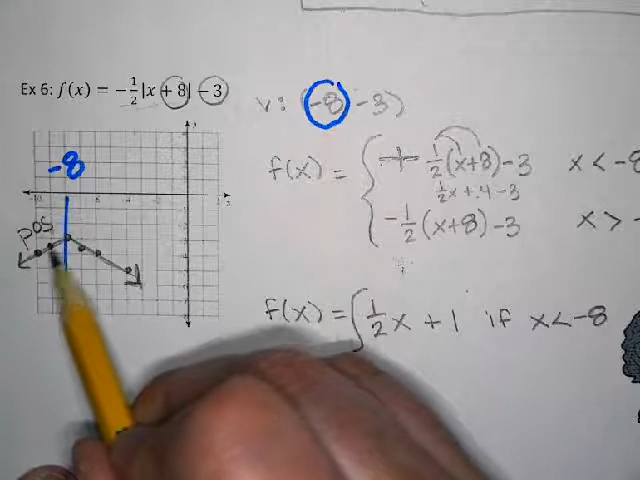 Ex 6: f(x) = -1/2|x + 8| - 3
v: (-8, -3)
-8
pos
f(x) = { -+ 1/2(x+8)-3 x < -8
1/2x + 4 - 3
-1/2(x+8)-3 x > -
f(x) = { 1/2x + 1 if x < -8